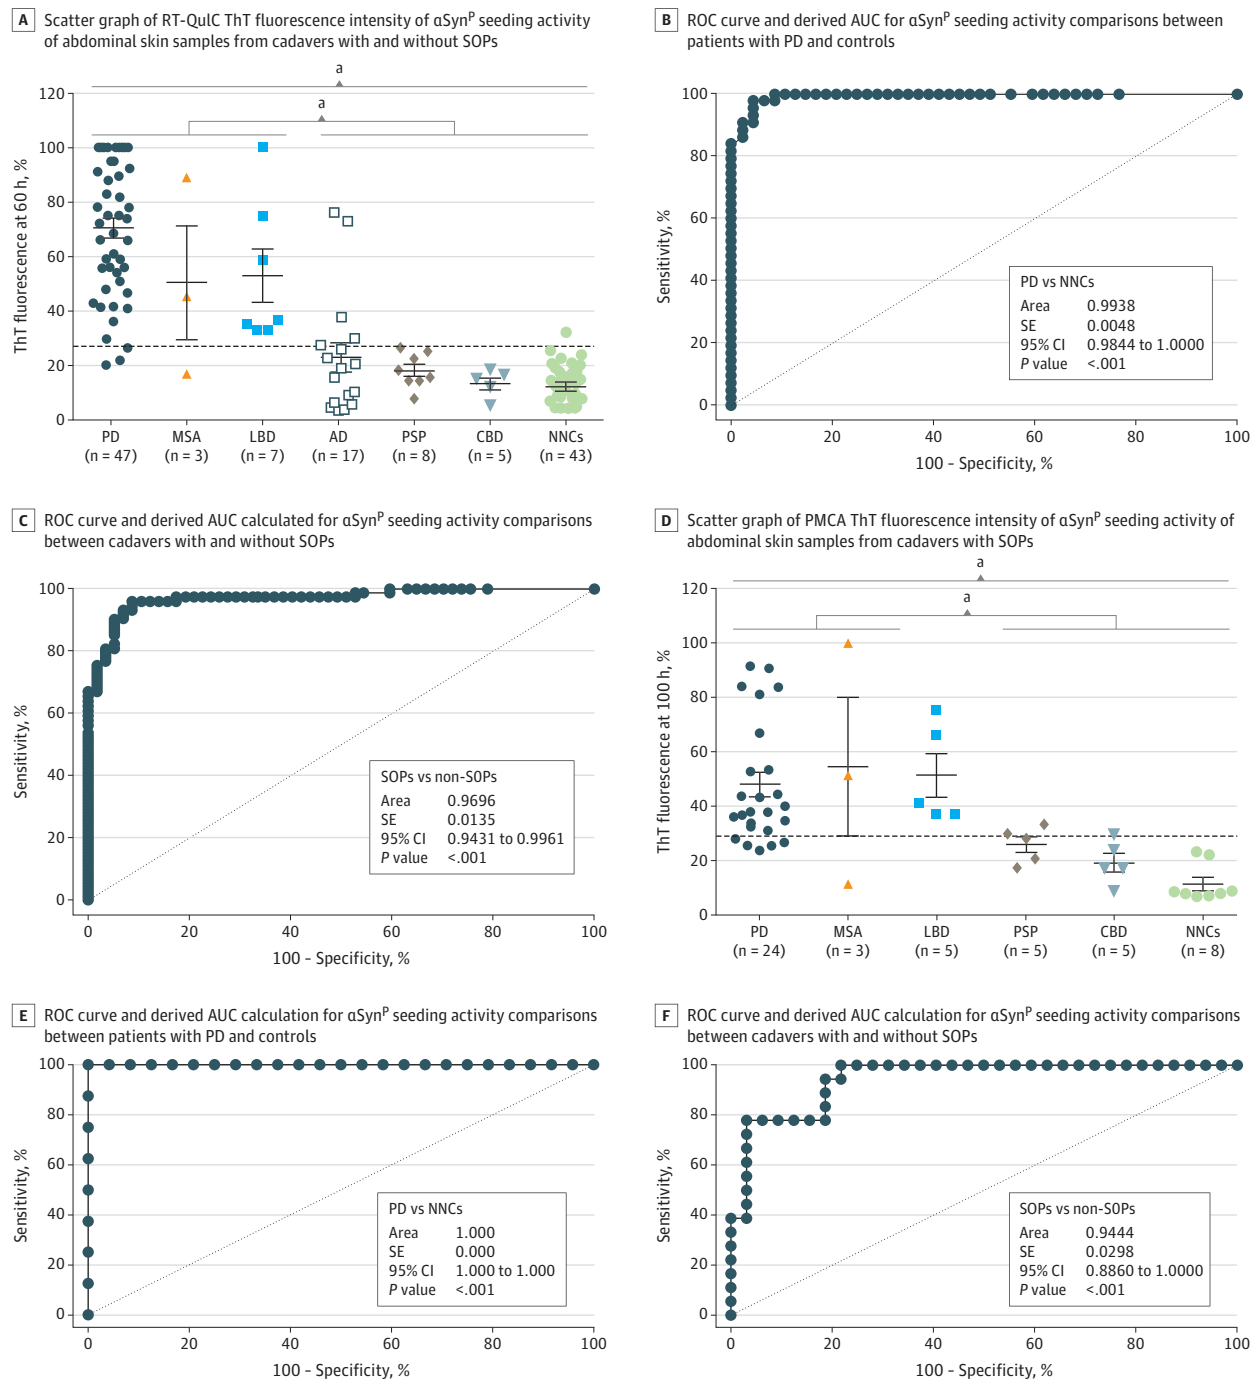 A Scatter graph of RT-QuIC ThT fluorescence intensity of αSynᴾ seeding activity
of abdominal skin samples from cadavers with and without SOPs
a
a
ThT fluorescence at 60 h, %
120
100
80
60
40
20
0
PD MSA LBD AD PSP CBD NNCs
(n = 47) (n = 3) (n = 7) (n = 17) (n = 8) (n = 5) (n = 43)
B ROC curve and derived AUC for αSynᴾ seeding activity comparisons between
patients with PD and controls
Sensitivity, %
100
80
60
40
20
0
PD vs NNCs
Area 0.9938
SE 0.0048
95% CI 0.9844 to 1.0000
P value <.001
0 20 40 60 80 100
100 - Specificity, %
C ROC curve and derived AUC calculated for αSynᴾ seeding activity comparisons
between cadavers with and without SOPs
Sensitivity, %
100
80
60
40
20
0
SOPs vs non-SOPs
Area 0.9696
SE 0.0135
95% CI 0.9431 to 0.9961
P value <.001
0 20 40 60 80 100
100 - Specificity, %
D Scatter graph of PMCA ThT fluorescence intensity of αSynᴾ seeding activity of
abdominal skin samples from cadavers with SOPs
a
a
ThT fluorescence at 100 h, %
120
100
80
60
40
20
0
PD MSA LBD PSP CBD NNCs
(n = 24) (n = 3) (n = 5) (n = 5) (n = 5) (n = 8)
E ROC curve and derived AUC calculation for αSynᴾ seeding activity comparisons
between patients with PD and controls
Sensitivity, %
100
80
60
40
20
0
PD vs NNCs
Area 1.000
SE 0.000
95% CI 1.000 to 1.000
P value <.001
0 20 40 60 80 100
100 - Specificity, %
F ROC curve and derived AUC calculation for αSynᴾ seeding activity comparisons
between cadavers with and without SOPs
Sensitivity, %
100
80
60
40
20
0
SOPs vs non-SOPs
Area 0.9444
SE 0.0298
95% CI 0.8860 to 1.0000
P value <.001
0 20 40 60 80 100
100 - Specificity, %